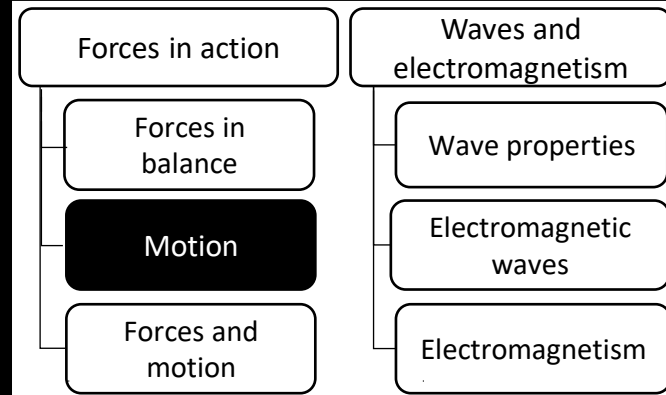 Forces in action
Forces in
balance
Motion
Forces and
motion
Waves and
electromagnetism
Wave properties
Electromagnetic
waves
Electromagnetism